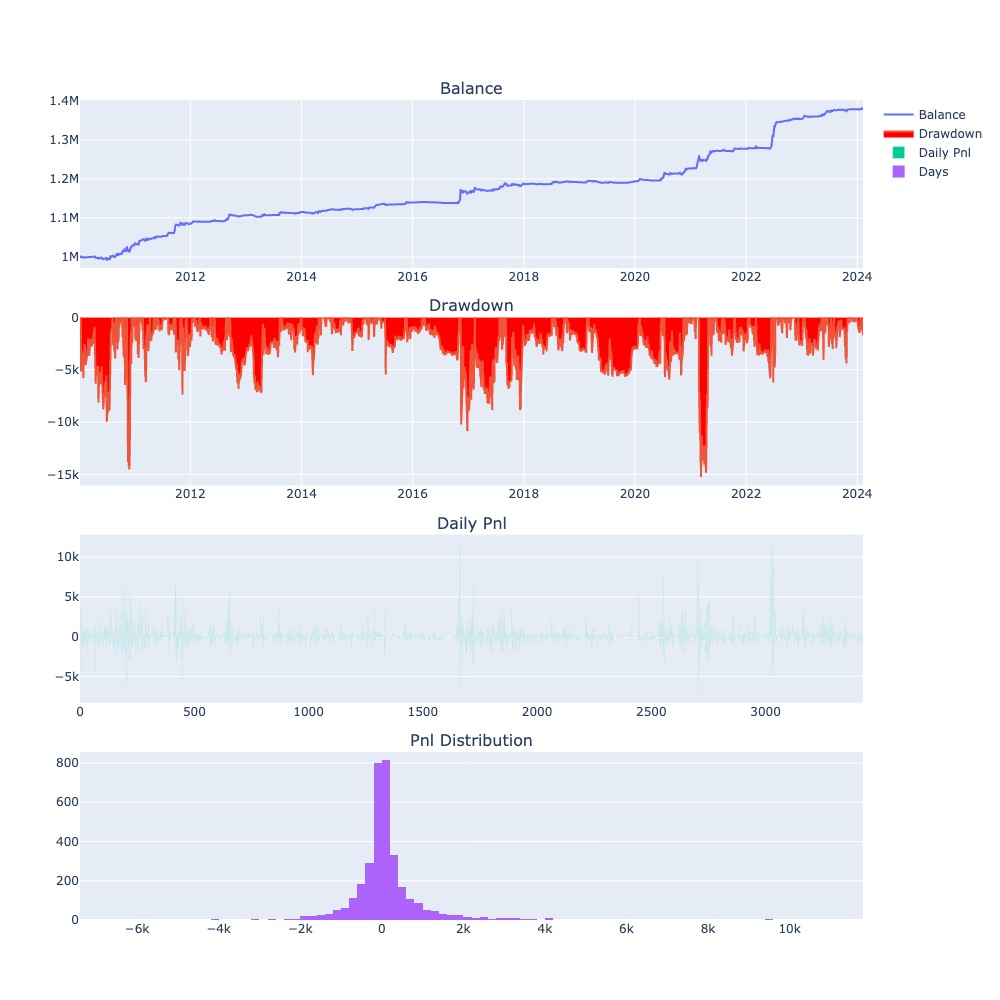 Balance
1.4M
1.3M
1.2M
1.1M
1M
2012 2014 2016 2018 2020 2022 2024
Balance
Drawdown
Daily Pnl
Days
Drawdown
0
−5k
−10k
−15k
2012 2014 2016 2018 2020 2022 2024
Daily Pnl
10k
5k
0
−5k
0 500 1000 1500 2000 2500 3000
Pnl Distribution
800
600
400
200
0
−6k −4k −2k 0 2k 4k 6k 8k 10k